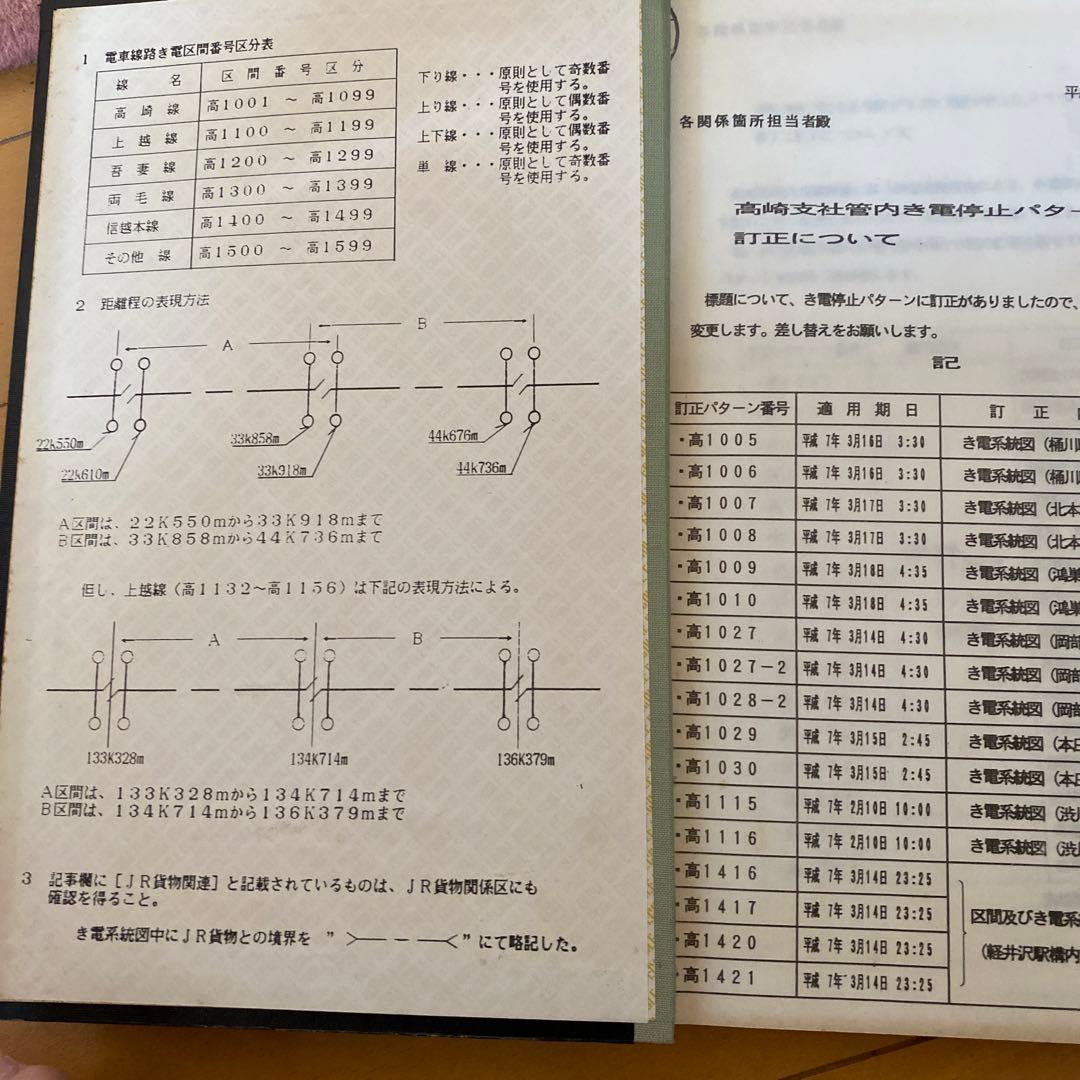 1 電車線路き電区間番号区分表
線 名 区 間 番 号 区 分
高 崎 線 高1001 ～ 高1099
上 越 線 高1100 ～ 高1199
吾 妻 線 高1200 ～ 高1299
両 毛 線 高1300 ～ 高1399
信越本線 高1400 ～ 高1499
その他 線 高1500 ～ 高1599
下り線・・・原則として奇数番
号を使用する。
上り線・・・原則として偶数番
号を使用する。
上下線・・・原則として偶数番
号を使用する。
単 線・・・原則として奇数番
号を使用する。
2 距離程の表現方法
A
B
22k550m
22k610m
33k858m
33k918m
44k676m
44k736m
A区間は、22K550mから33K918mまで
B区間は、33K858mから44K736mまで
但し、上越線(高1132～高1156)は下記の表現方法による。
A
B
133K328m
134K714m
136K379m
A区間は、133K328mから134K714mまで
B区間は、134K714mから136K379mまで
3 記事欄に[JR貨物関連]と記載されているものは、JR貨物関係区にも
確認を得ること。
き電系統図中にJR貨物との境界を " >― ― ―< " にて略記した。
平
各関係箇所担当者殿
高崎支社管内き電停止パター
訂正について
標題について、き電停止パターンに訂正がありましたので、
変更します。差し替えをお願いします。
記
訂正パターン番号 適 用 期 日 訂 正
・高1005 平成 7年 3月16日 3:30 き電系統図(桶川
・高1006 平成 7年 3月16日 3:30 き電系統図(桶川
・高1007 平成 7年 3月17日 3:30 き電系統図(北本
・高1008 平成 7年 3月17日 3:30 き電系統図(北本
・高1009 平成 7年 3月18日 4:35 き電系統図(鴻巣
・高1010 平成 7年 3月18日 4:35 き電系統図(鴻巣
・高1027 平成 7年 3月14日 4:30 き電系統図(岡部
・高1027-2 平成 7年 3月14日 4:30 き電系統図(岡部
・高1028-2 平成 7年 3月14日 4:30 き電系統図(岡部
・高1029 平成 7年 3月15日 2:45 き電系統図(本庄
・高1030 平成 7年 3月15日 2:45 き電系統図(本庄
・高1115 平成 7年 2月10日 10:00 き電系統図(渋川
・高1116 平成 7年 2月10日 10:00 き電系統図(渋川
・高1416 平成 7年 3月14日 23:25
・高1417 平成 7年 3月14日 23:25 区間及びき電系
・高1420 平成 7年 3月14日 23:25 (軽井沢駅構内
・高1421 平成 7年 3月14日 23:25